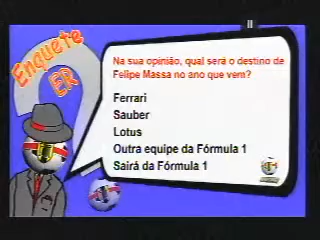 Enquete
ER
Na sua opinião, qual será o destino de
Felipe Massa no ano que vem?
Ferrari
Sauber
Lotus
Outra equipe da Fórmula 1
Sairá da Fórmula 1